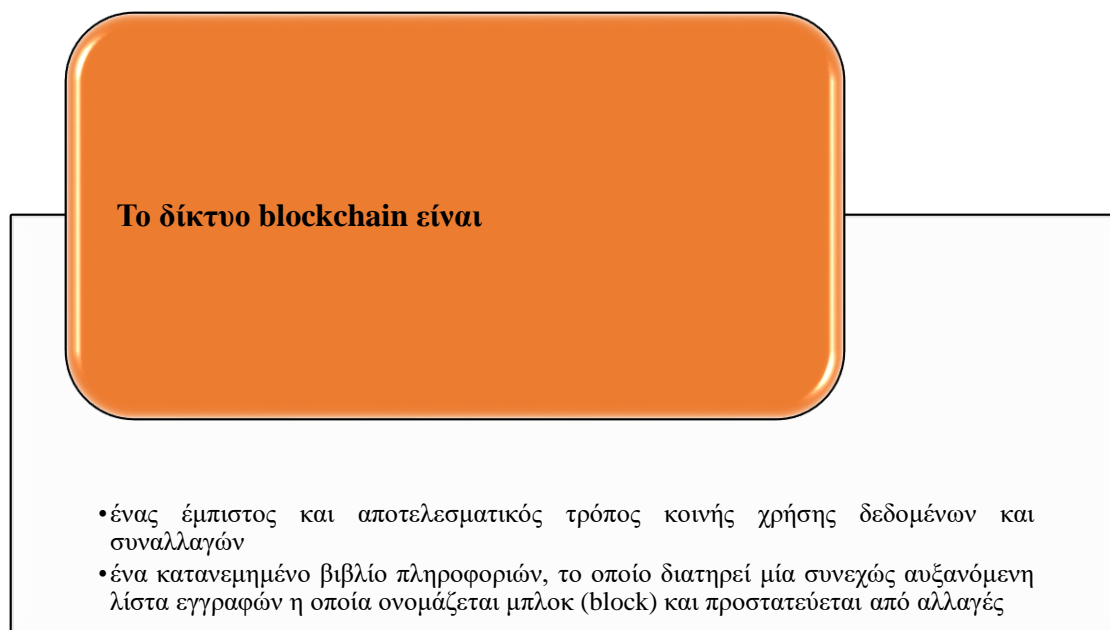 Το δίκτυο blockchain είναι
•ένας έμπιστος και αποτελεσματικός τρόπος κοινής χρήσης δεδομένων και
συναλλαγών
•ένα κατανεμημένο βιβλίο πληροφοριών, το οποίο διατηρεί μία συνεχώς αυξανόμενη
λίστα εγγραφών η οποία ονομάζεται μπλοκ (block) και προστατεύεται από αλλαγές